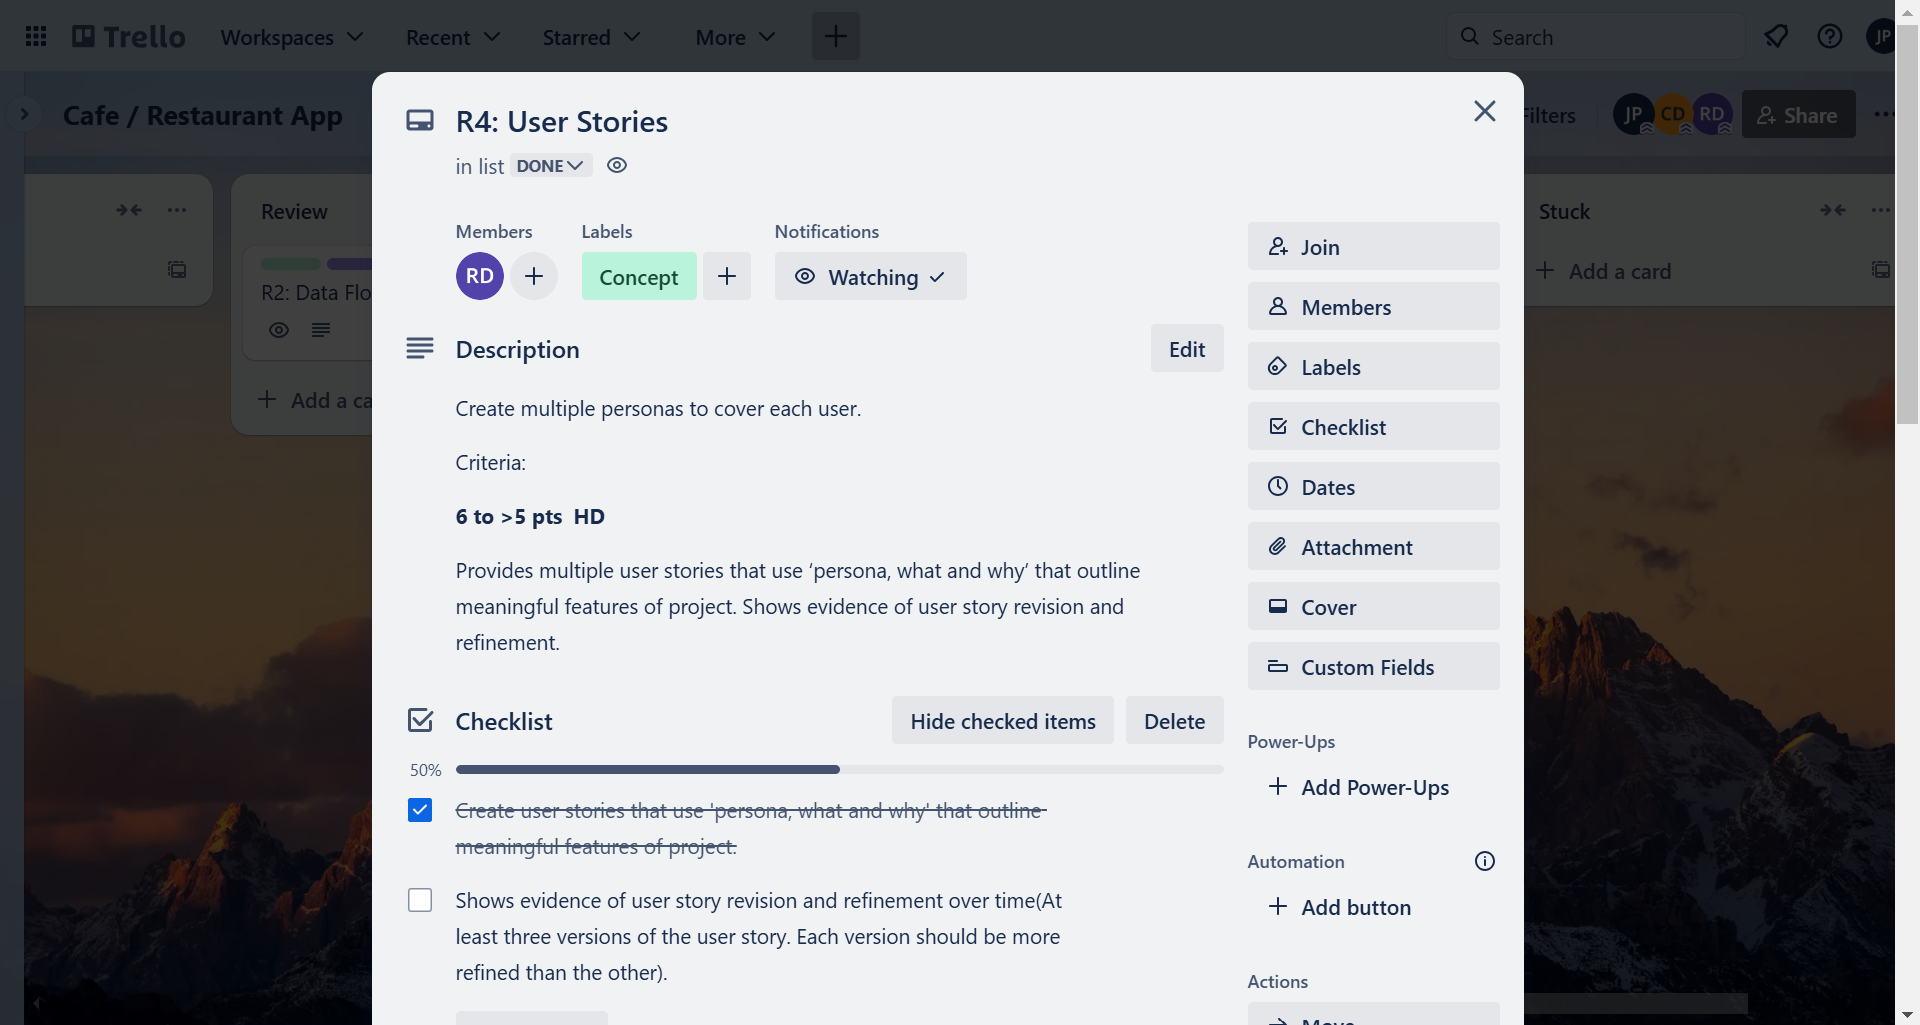 Trello
Workspaces
Recent
Starred
More
Search
JP
Cafe / Restaurant App
Filters
JP
CD
RD
Share
Review
R2: Data Flo
Add a ca
Stuck
Add a card
R4: User Stories
in list DONE
Members
Labels
Notifications
RD
Concept
Watching
Description
Edit
Create multiple personas to cover each user.
Criteria:
6 to >5 pts  HD
Provides multiple user stories that use ‘persona, what and why’ that outline
meaningful features of project. Shows evidence of user story revision and
refinement.
Checklist
Hide checked items
Delete
50%
Create user stories that use 'persona, what and why' that outline
meaningful features of project.
Shows evidence of user story revision and refinement over time(At
least three versions of the user story. Each version should be more
refined than the other).
Join
Members
Labels
Checklist
Dates
Attachment
Cover
Custom Fields
Power-Ups
Add Power-Ups
Automation
Add button
Actions
Move